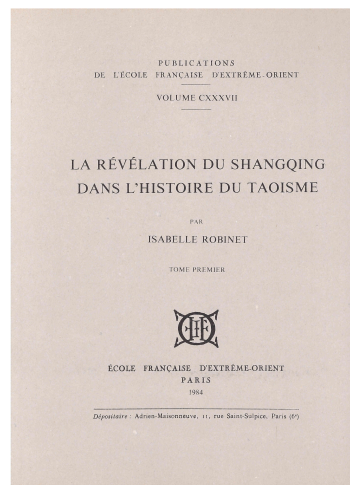 PUBLICATIONS
DE L'ÉCOLE FRANÇAISE D'EXTRÊME-ORIENT
VOLUME CXXXVII
LA RÉVÉLATION DU SHANGQING
DANS L'HISTOIRE DU TAOISME
PAR
ISABELLE ROBINET
TOME PREMIER
ÉCOLE FRANÇAISE D'EXTRÊME-ORIENT
PARIS
1984
Dépositaire : Adrien-Maisonneuve, 11, rue Saint-Sulpice, Paris (6e)